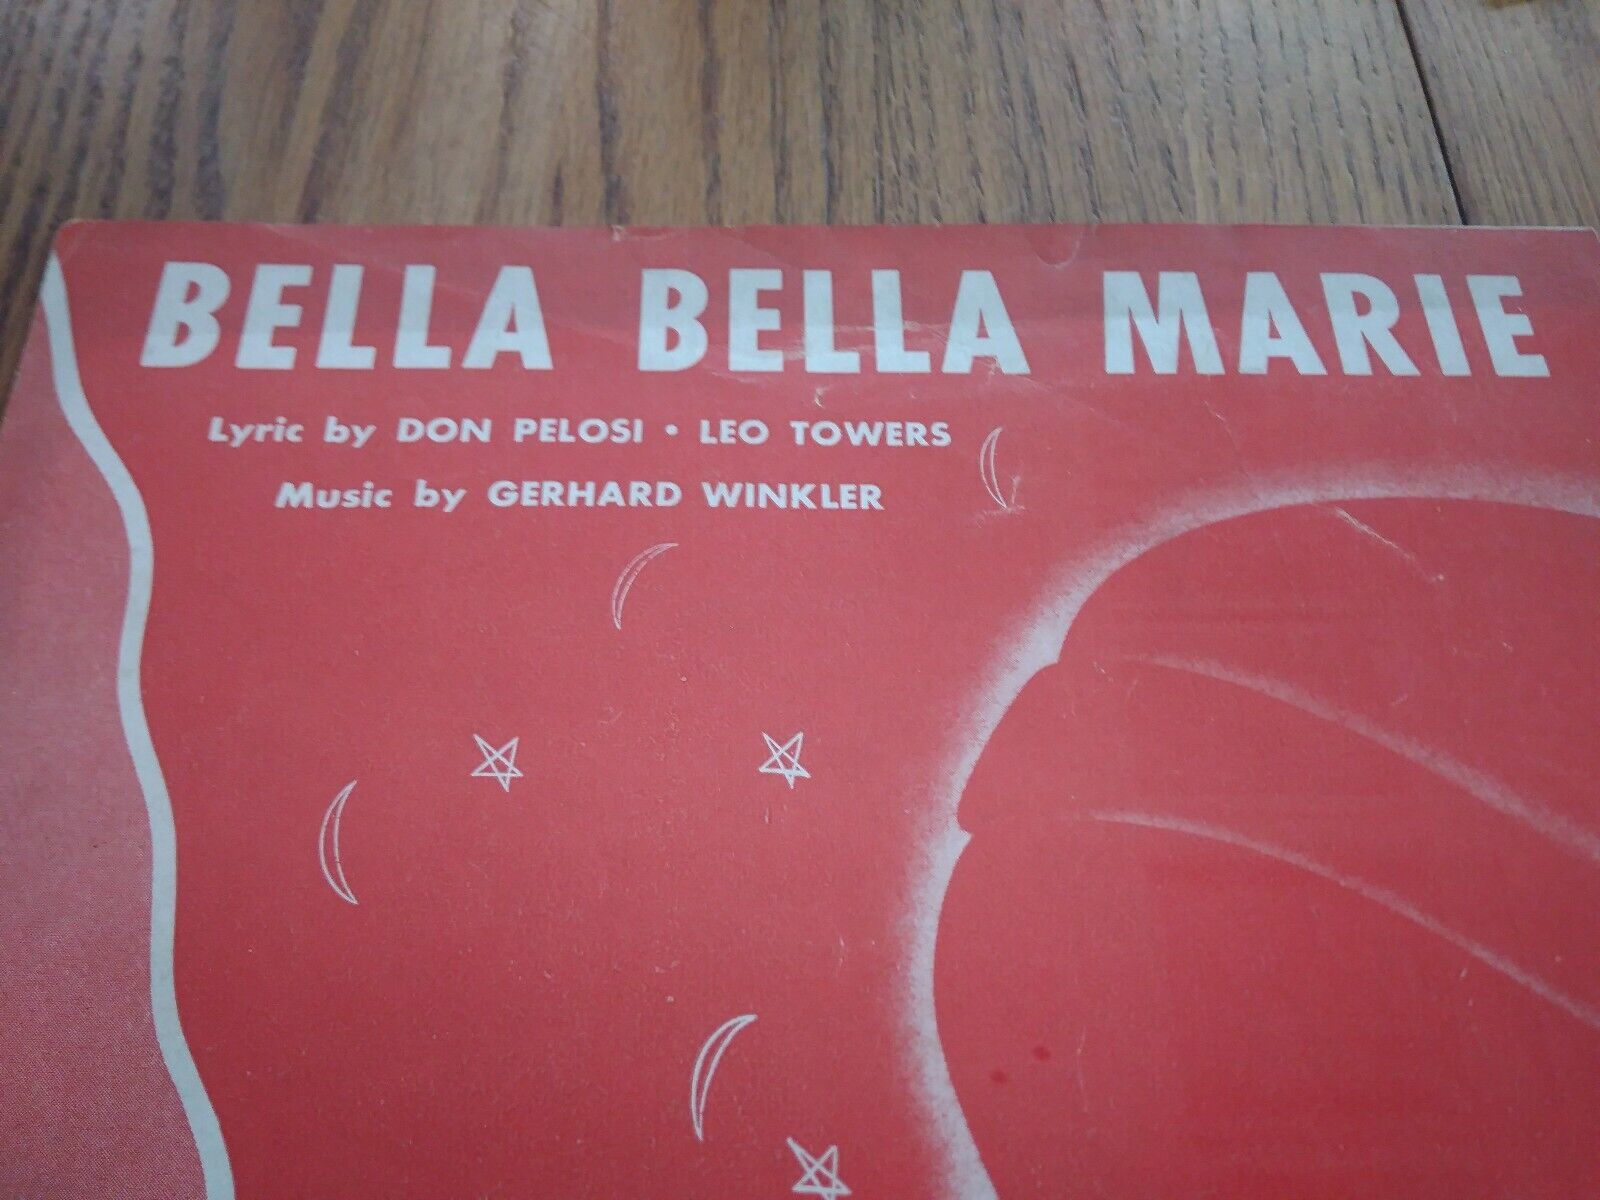 BELLA BELLA MARIE
Lyric by DON PELOSI • LEO TOWERS
Music by GERHARD WINKLER